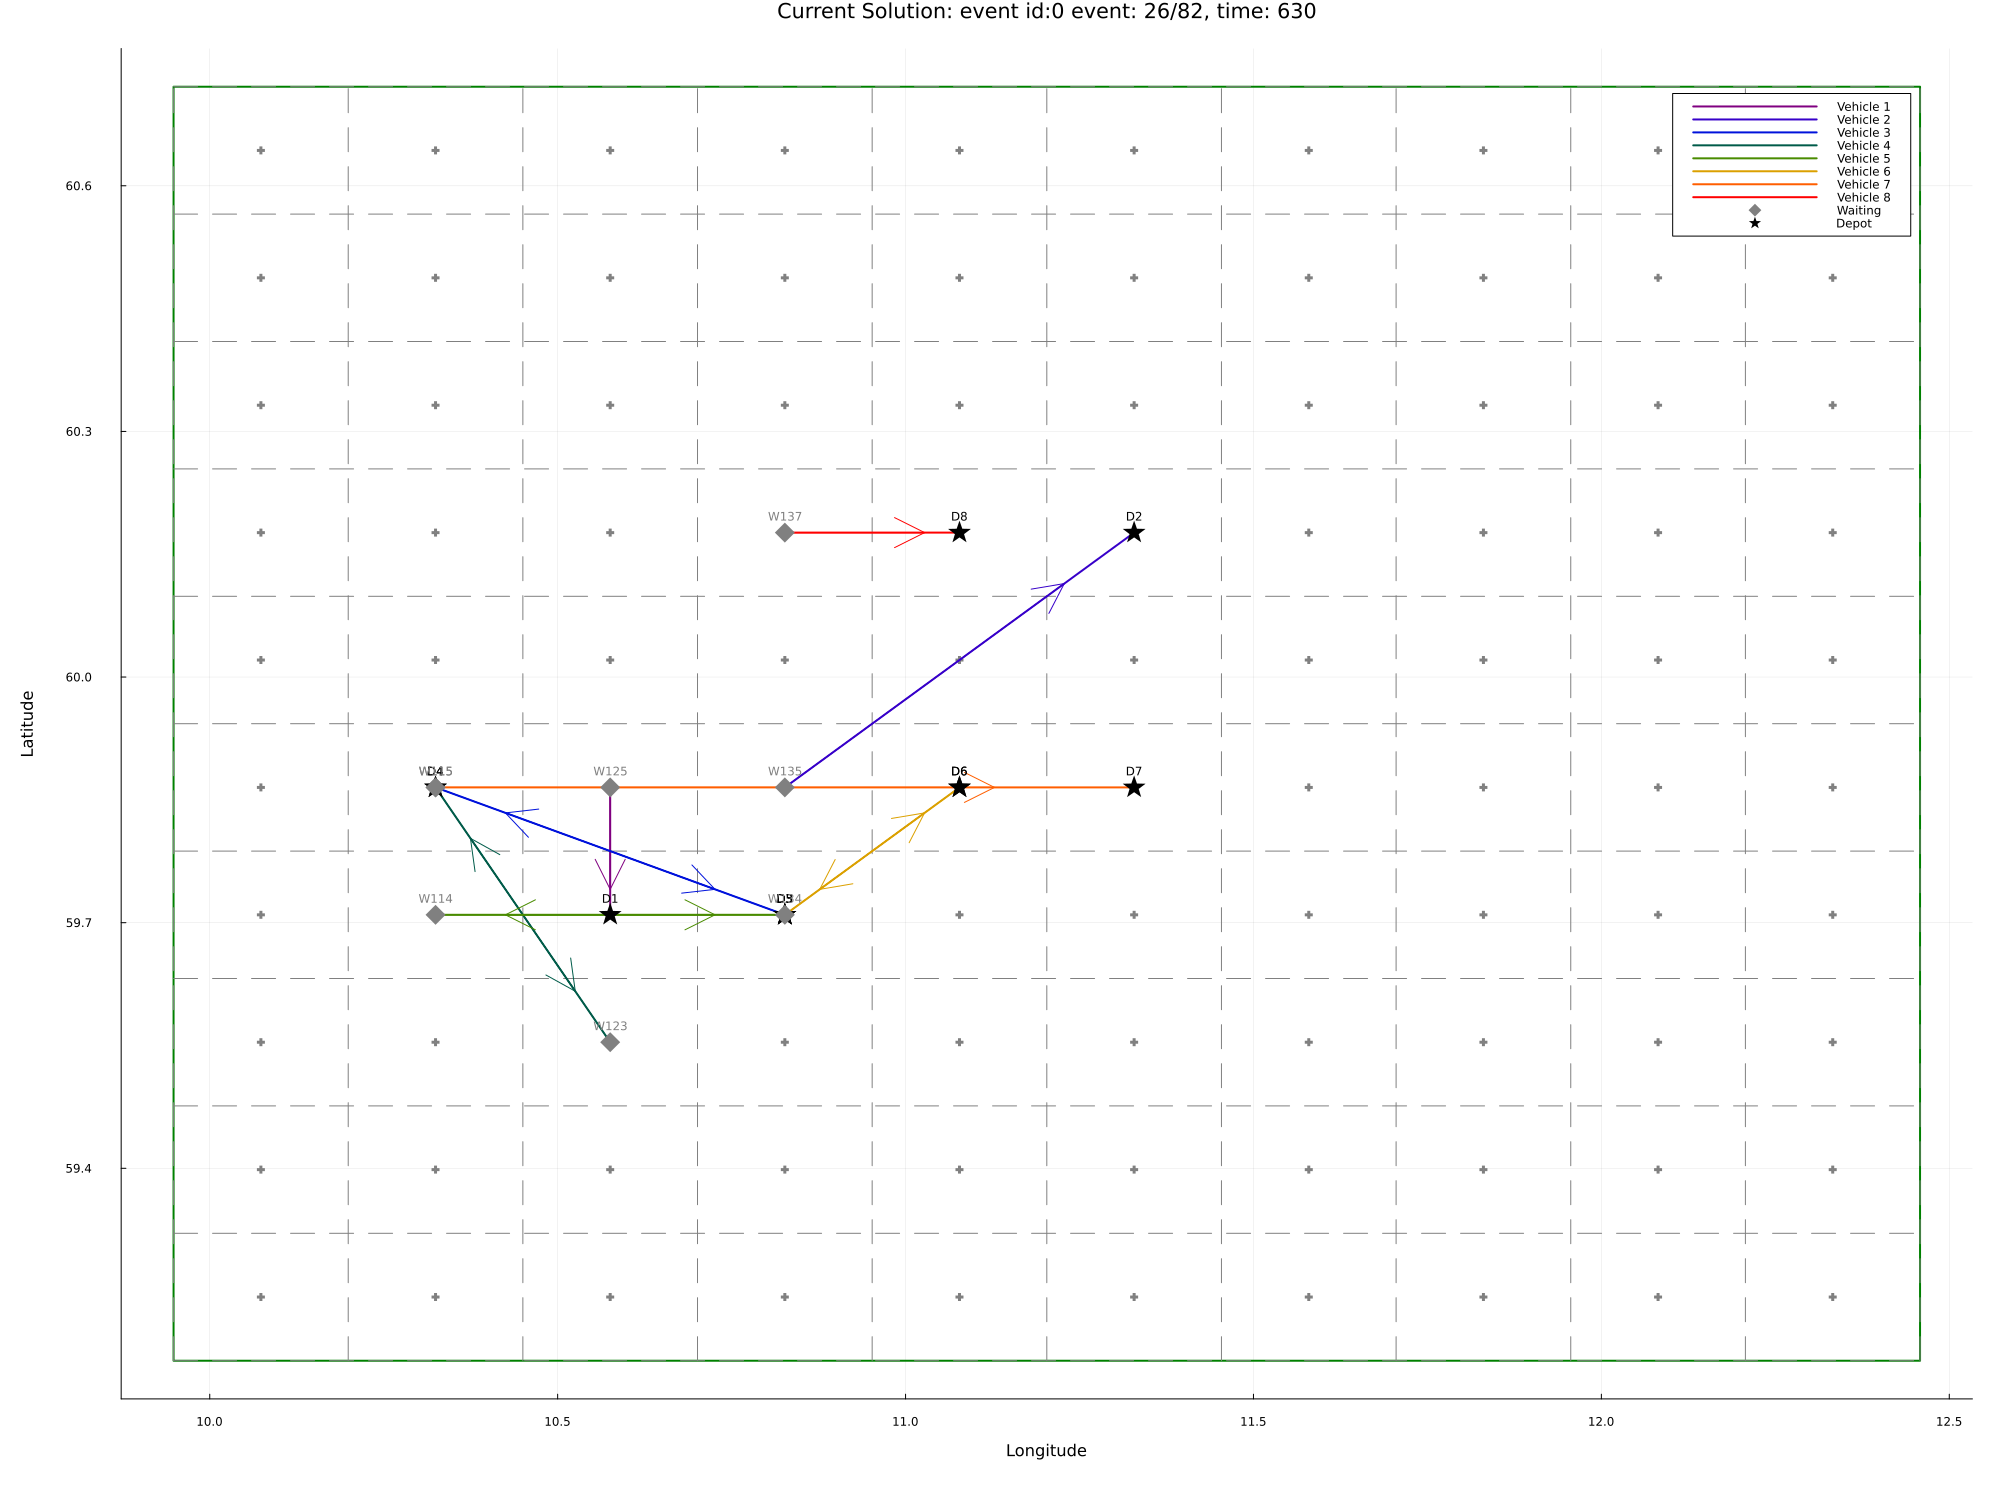 Current Solution: event id:0 event: 26/82, time: 630
Vehicle 1
Vehicle 2
Vehicle 3
Vehicle 4
Vehicle 5
Vehicle 6
Vehicle 7
Vehicle 8
Waiting
Depot
60.6
60.3
60.0
59.7
59.4
Latitude
W137
D8
D2
D4
W125
W135
D6
D7
W114
D1
W123
10.0
10.5
11.0
11.5
12.0
12.5
Longitude